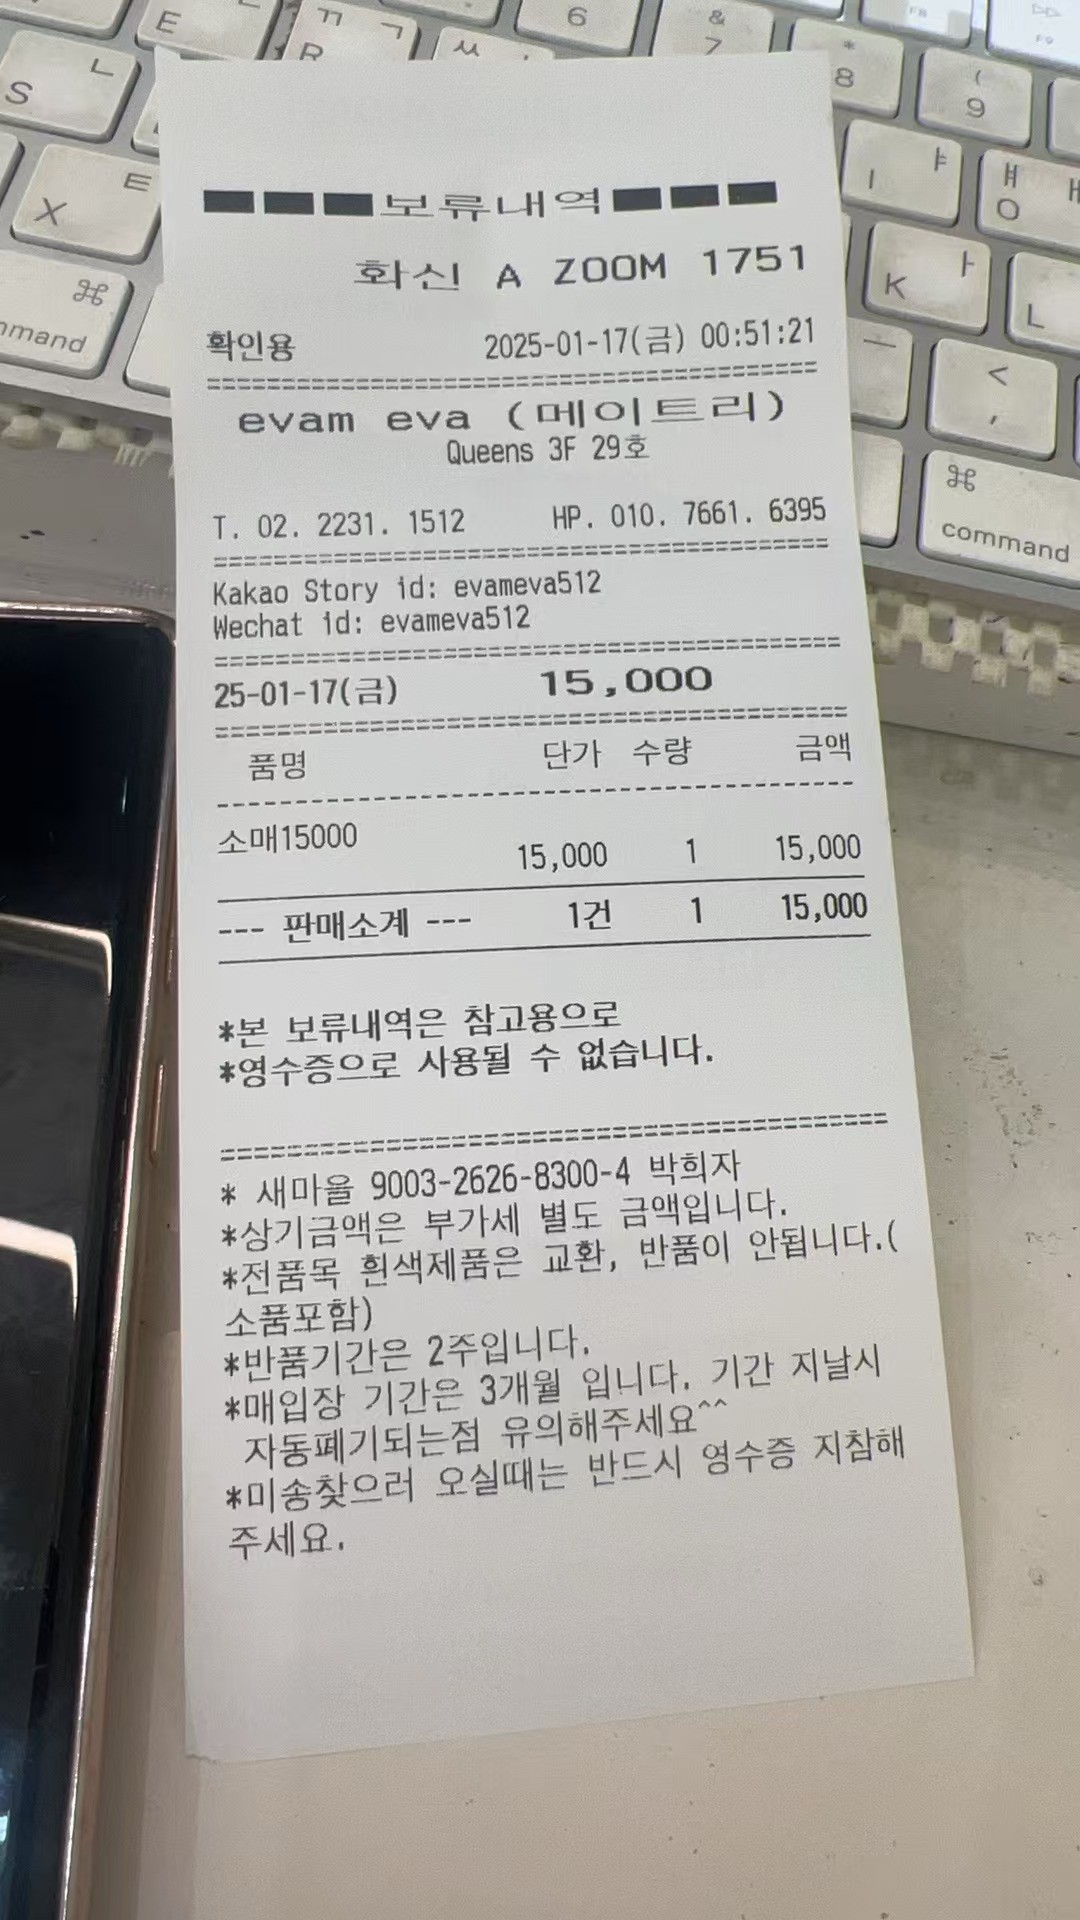 ■■■보류내역■■■
화신 A ZOOM 1751
확인용 2025-01-17(금) 00:51:21
========================================
evam eva (메이트리)
Queens 3F 29호
T. 02. 2231. 1512 HP. 010. 7661. 6395
========================================
Kakao Story id: evameva512
Wechat id: evameva512
========================================
25-01-17(금) 15,000
========================================
품명 단가 수량 금액
----------------------------------------
소매15000
15,000 1 15,000
--- 판매소계 --- 1건 1 15,000
*본 보류내역은 참고용으로
*영수증으로 사용될 수 없습니다.
========================================
* 새마을 9003-2626-8300-4 박희자
*상기금액은 부가세 별도 금액입니다.
*전품목 흰색제품은 교환, 반품이 안됩니다.(
소품포함)
*반품기간은 2주입니다.
*매입장 기간은 3개월 입니다. 기간 지날시
자동폐기되는점 유의해주세요^^
*미송찾으러 오실때는 반드시 영수증 지참해
주세요.
E ㄲ ㄱ R ㅆ 6 & 7 F8 F9
S ㄴ * 8 ( 9
X ㅌ I ㅑ ㅒ ㅐ O
⌘ command K ㅏ L
ㅡ < ,
⌘ command